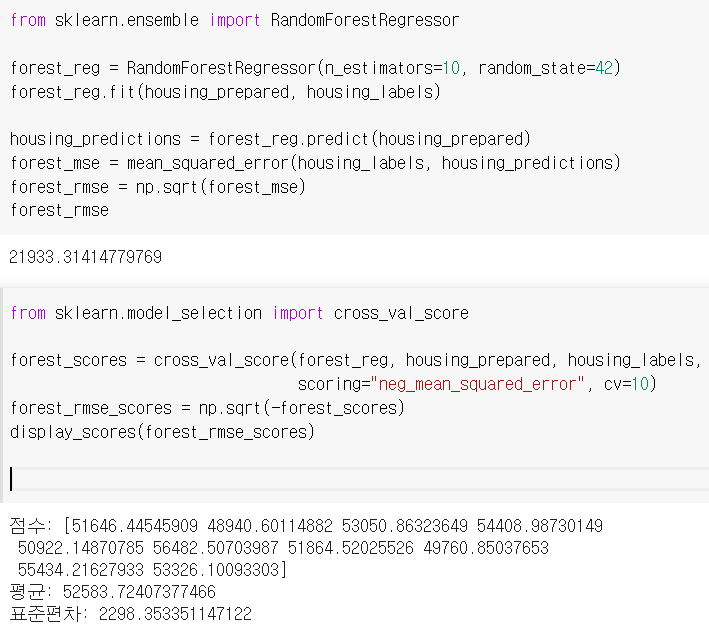 from sklearn.ensemble import RandomForestRegressor
forest_reg = RandomForestRegressor(n_estimators=10, random_state=42)
forest_reg.fit(housing_prepared, housing_labels)
housing_predictions = forest_reg.predict(housing_prepared)
forest_mse = mean_squared_error(housing_labels, housing_predictions)
forest_rmse = np.sqrt(forest_mse)
forest_rmse
21933.31414779769
from sklearn.model_selection import cross_val_score
forest_scores = cross_val_score(forest_reg, housing_prepared, housing_labels,
scoring="neg_mean_squared_error", cv=10)
forest_rmse_scores = np.sqrt(-forest_scores)
display_scores(forest_rmse_scores)
점수: [51646.44545909 48940.60114882 53050.86323649 54408.98730149
50922.14870785 56482.50703987 51864.52025526 49760.85037653
55434.21627933 53326.10093303]
평균: 52583.72407377466
표준편차: 2298.353351147122